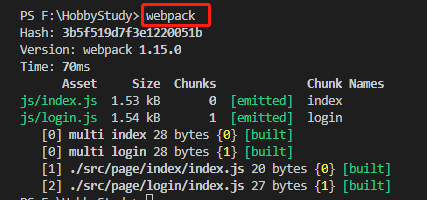 PS F:\HobbyStudy> webpack
Hash: 3b5f519d7f3e1220051b
Version: webpack 1.15.0
Time: 70ms
Asset Size Chunks Chunk Names
js/index.js 1.53 kB 0 [emitted] index
js/login.js 1.54 kB 1 [emitted] login
[0] multi index 28 bytes {0} [built]
[0] multi login 28 bytes {1} [built]
[1] ./src/page/index/index.js 20 bytes {0} [built]
[2] ./src/page/login/index.js 27 bytes {1} [built]
PS F:\HobbyStudy>